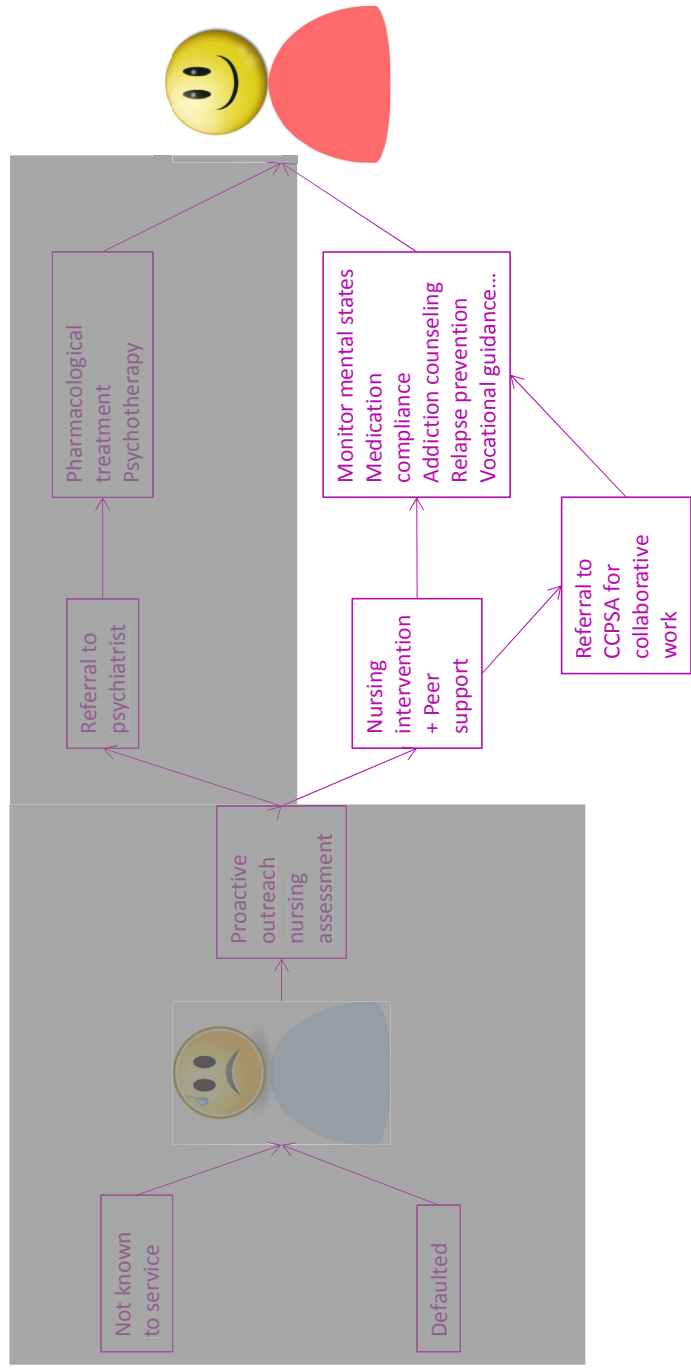 Not known
to service
Defaulted
Proactive
outreach
nursing
assessment
Referral to
psychiatrist
Pharmacological
treatment
Psychotherapy
Nursing
intervention
+ Peer
support
Monitor mental states
Medication
compliance
Addiction counseling
Relapse prevention
Vocational guidance...
Referral to
CCPSA for
collaborative
work